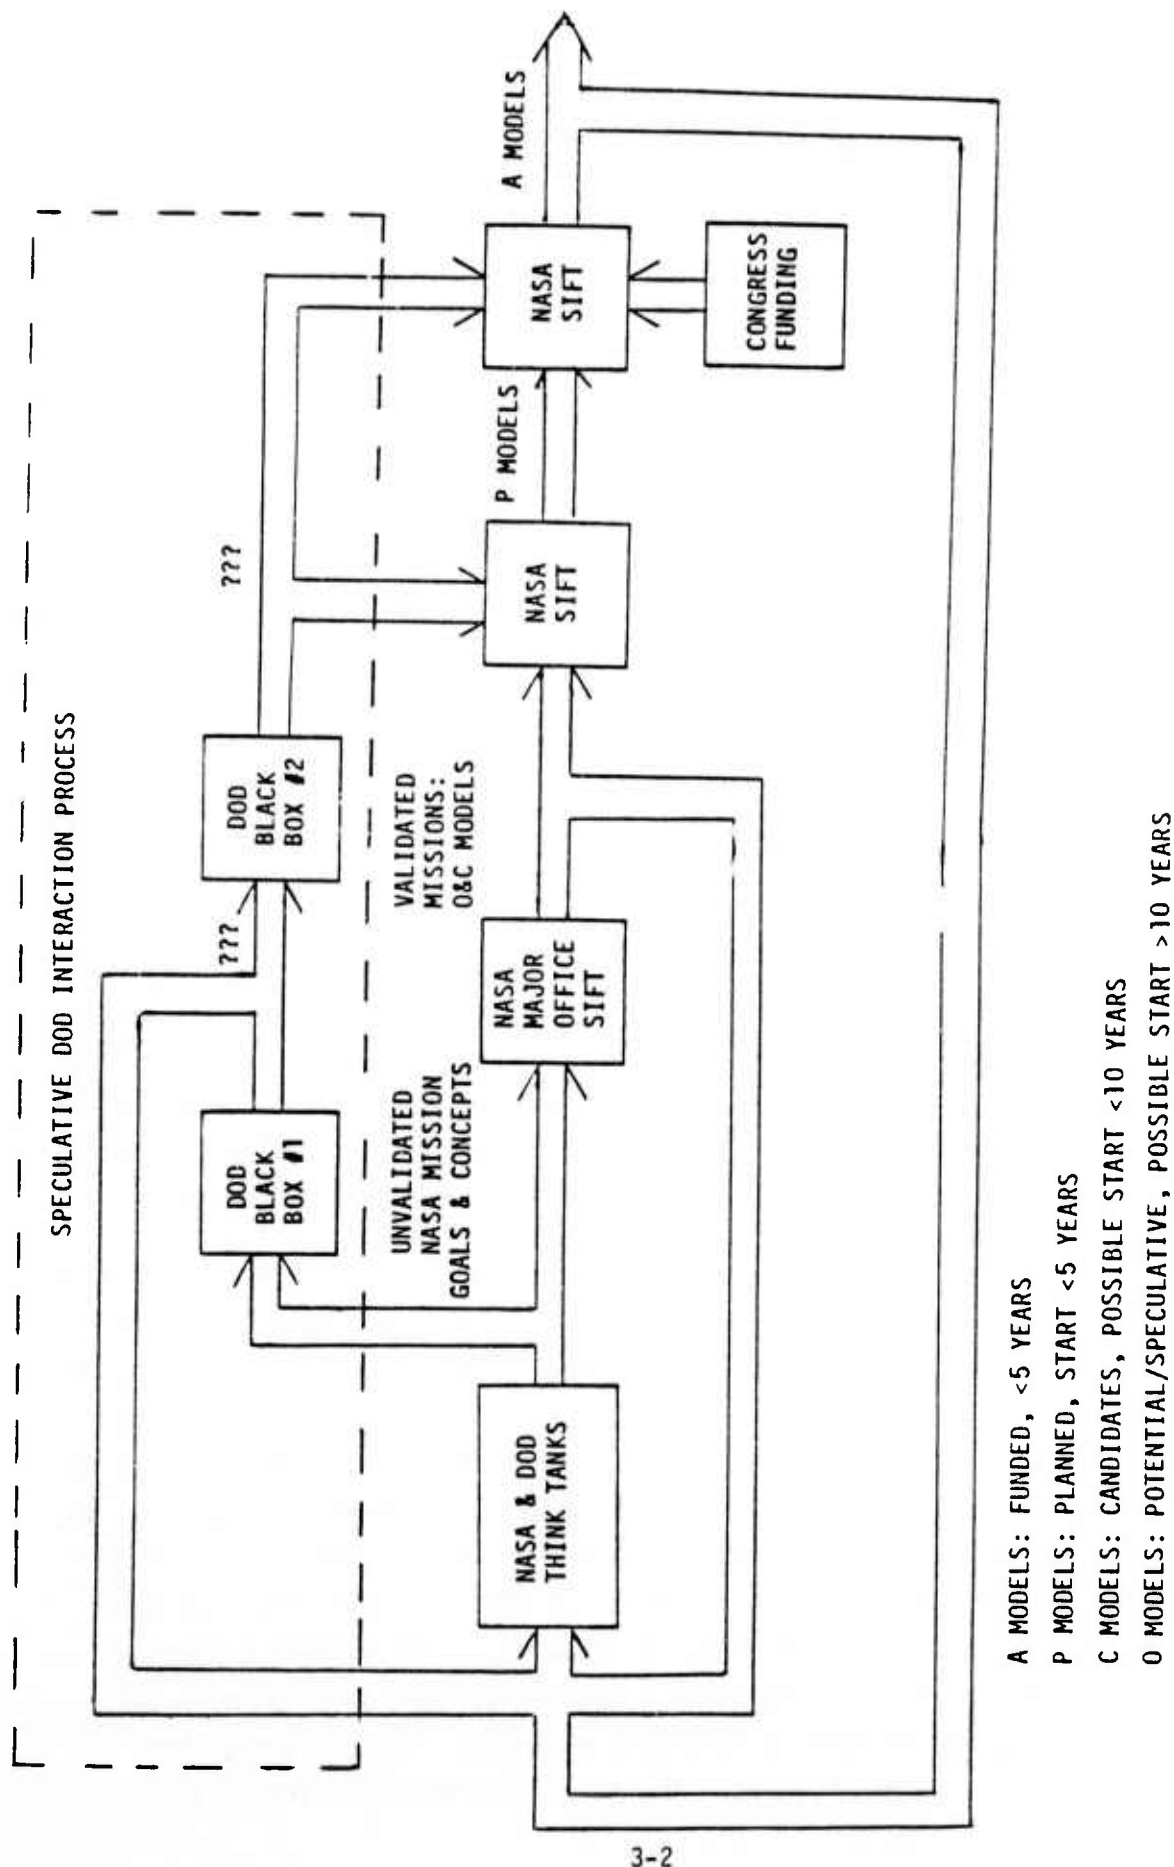 SPECULATIVE DOD INTERACTION PROCESS
DOD
BLACK
BOX #1
???
DOD
BLACK
BOX #2
???
UNVALIDATED
NASA MISSION
GOALS & CONCEPTS
VALIDATED
MISSIONS:
O&C MODELS
NASA & DOD
THINK TANKS
NASA
MAJOR
OFFICE
SIFT
NASA
SIFT
P MODELS
NASA
SIFT
A MODELS
CONGRESS
FUNDING
A MODELS: FUNDED, <5 YEARS
P MODELS: PLANNED, START <5 YEARS
C MODELS: CANDIDATES, POSSIBLE START <10 YEARS
O MODELS: POTENTIAL/SPECULATIVE, POSSIBLE START >10 YEARS
3-2